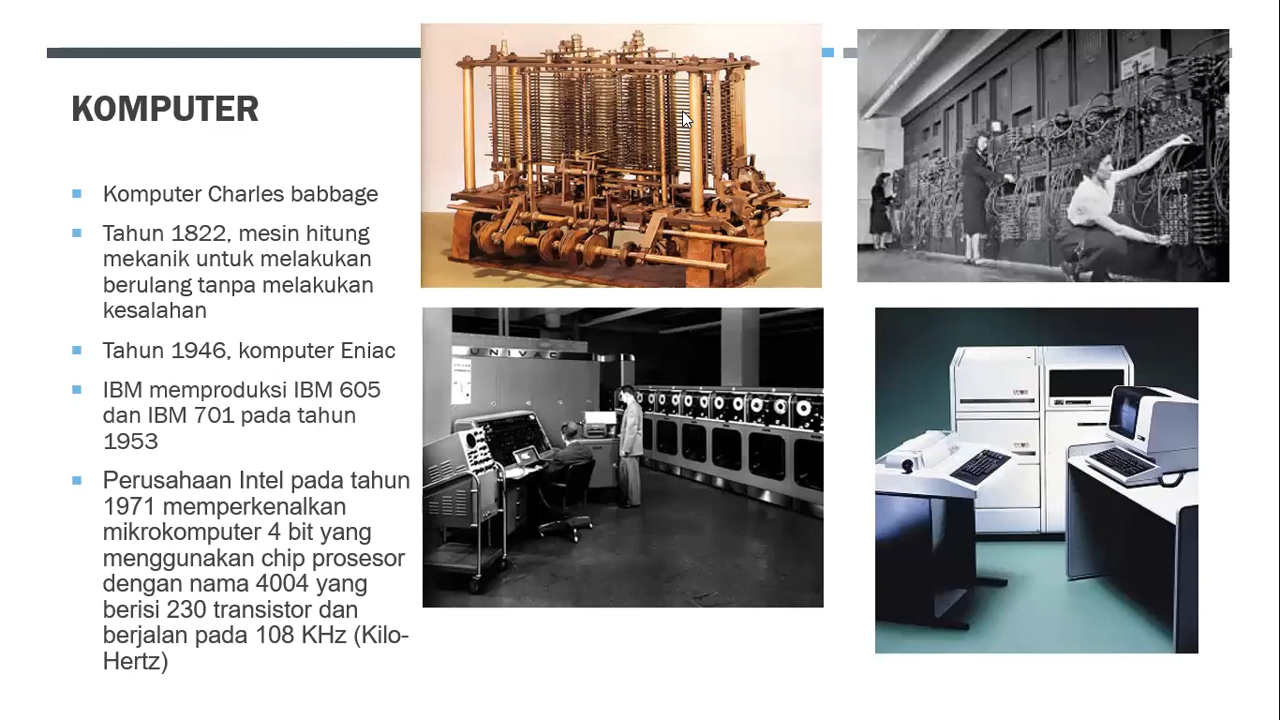 KOMPUTER
Komputer Charles babbage
Tahun 1822, mesin hitung
mekanik untuk melakukan
berulang tanpa melakukan
kesalahan
Tahun 1946, komputer Eniac
IBM memproduksi IBM 605
dan IBM 701 pada tahun
1953
Perusahaan Intel pada tahun
1971 memperkenalkan
mikrokomputer 4 bit yang
menggunakan chip prosesor
dengan nama 4004 yang
berisi 230 transistor dan
berjalan pada 108 KHz (Kilo-
Hertz)
UNIVAC